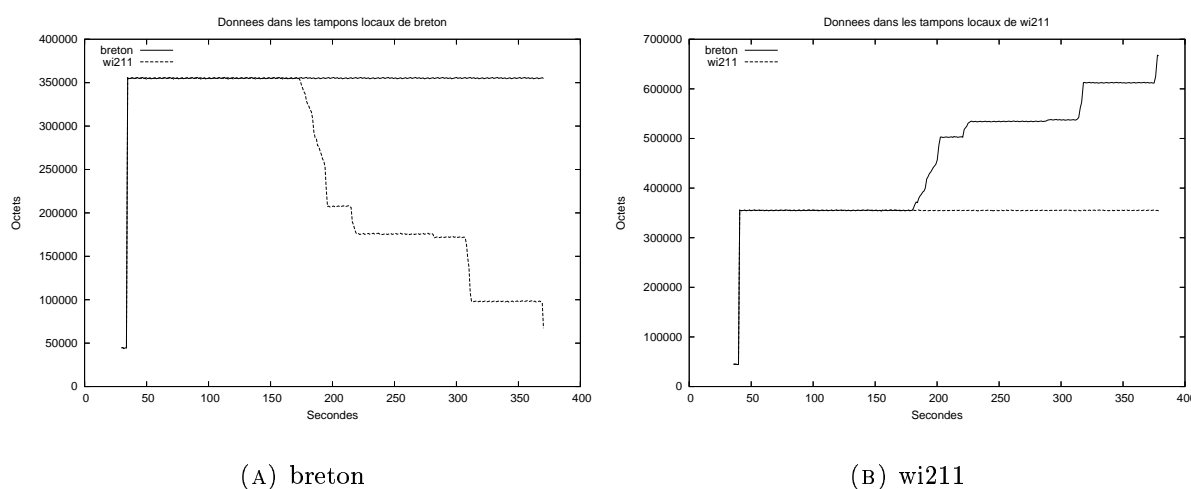 Donnees dans les tampons locaux de breton
400000
350000
300000
250000
200000
150000
100000
50000
0
Octets
breton
wi211
0 50 100 150 200 250 300 350 400
Secondes
(A) breton
Donnees dans les tampons locaux de wi211
700000
600000
500000
400000
300000
200000
100000
0
Octets
breton
wi211
0 50 100 150 200 250 300 350 40
Secondes
(B) wi211